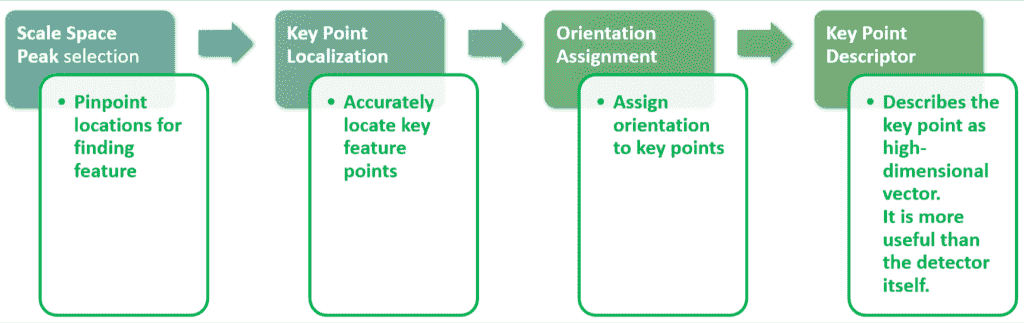 Scale Space
Peak selection
• Pinpoint
locations for
finding
feature
Key Point
Localization
• Accurately
locate key
feature
points
Orientation
Assignment
• Assign
orientation
to key points
Key Point
Descriptor
• Describes the
key point as
high-
dimensional
vector.
It is more
useful than
the detector
itself.